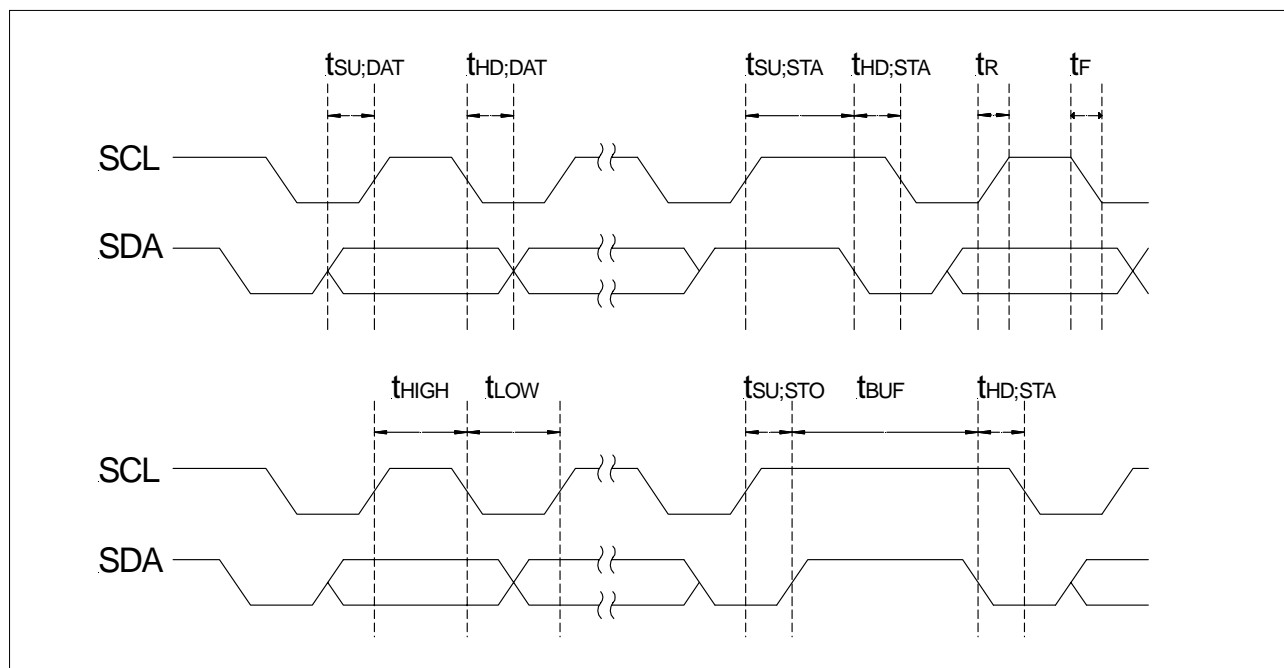 tSU;DAT tHD;DAT tSU;STA tHD;STA tR tF
SCL
SDA
tHIGH tLOW tSU;STO tBUF tHD;STA
SCL
SDA